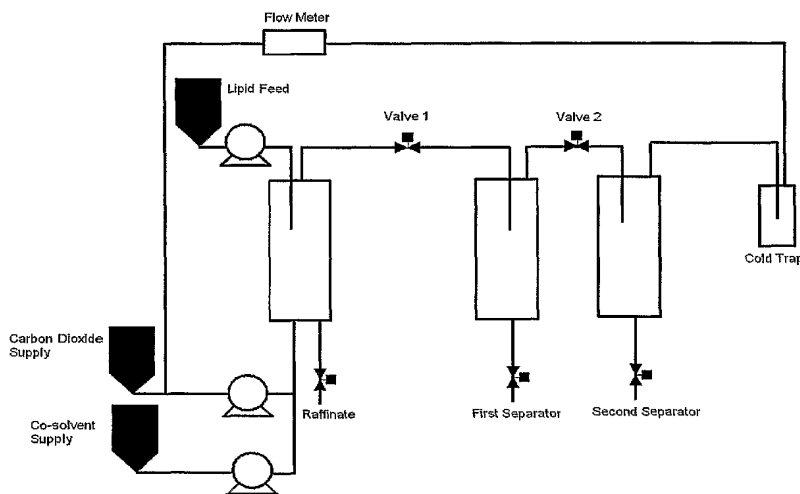 Flow Meter
Lipid Feed
Valve 1
Valve 2
Cold Trap
Carbon Dioxide
Supply
Raffinate
First Separator
Second Separator
Co-solvent
Supply